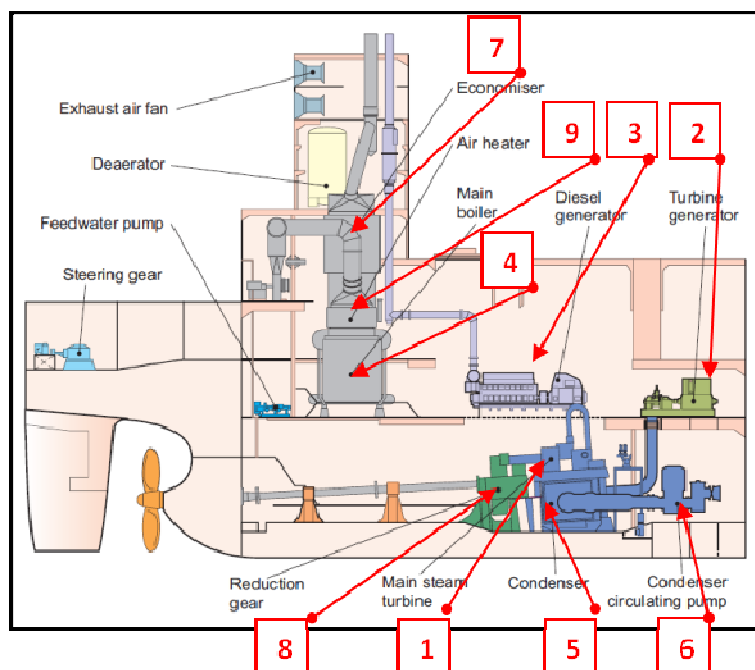 7
Economiser
Exhaust air fan
9
3
2
Air heater
Deaerator
Main
boiler
Diesel
generator
Turbine
generator
Feedwater pump
4
Steering gear
Reduction
gear
Main steam
turbine
Condenser
Condenser
circulating pump
8
1
5
6